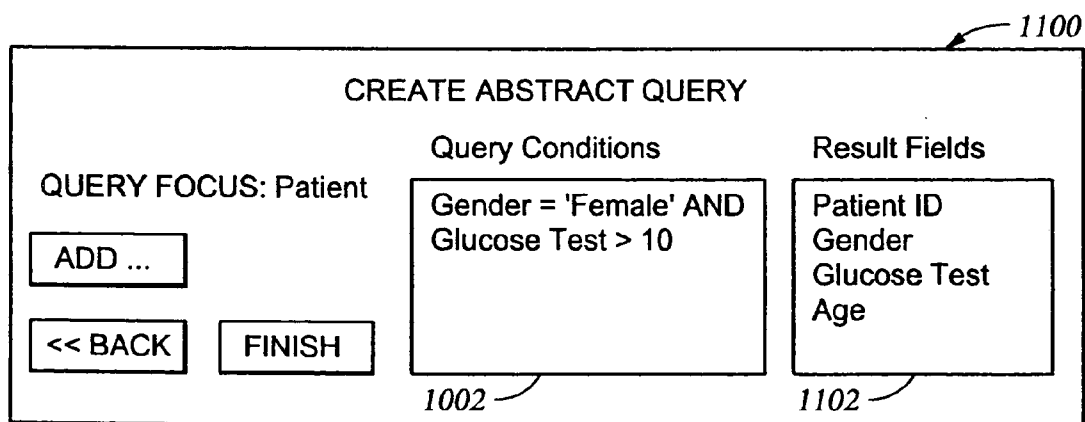 1100
CREATE ABSTRACT QUERY
QUERY FOCUS: Patient
ADD ...
<< BACK
FINISH
Query Conditions
Gender = 'Female' AND
Glucose Test > 10
1002
Result Fields
Patient ID
Gender
Glucose Test
Age
1102